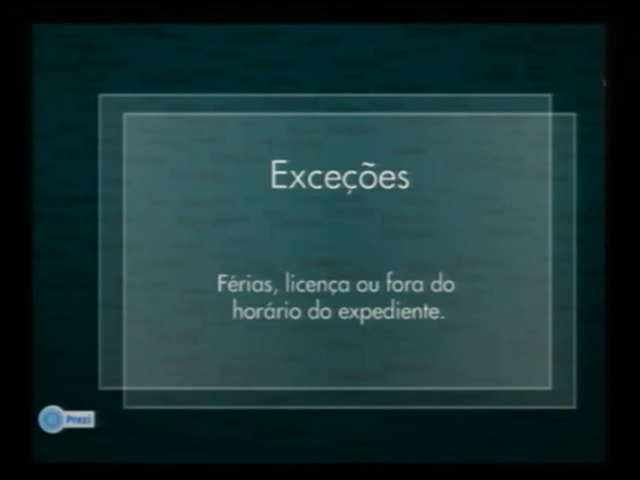 Exceções
Férias, licença ou fora do
horário do expediente.
Prezi